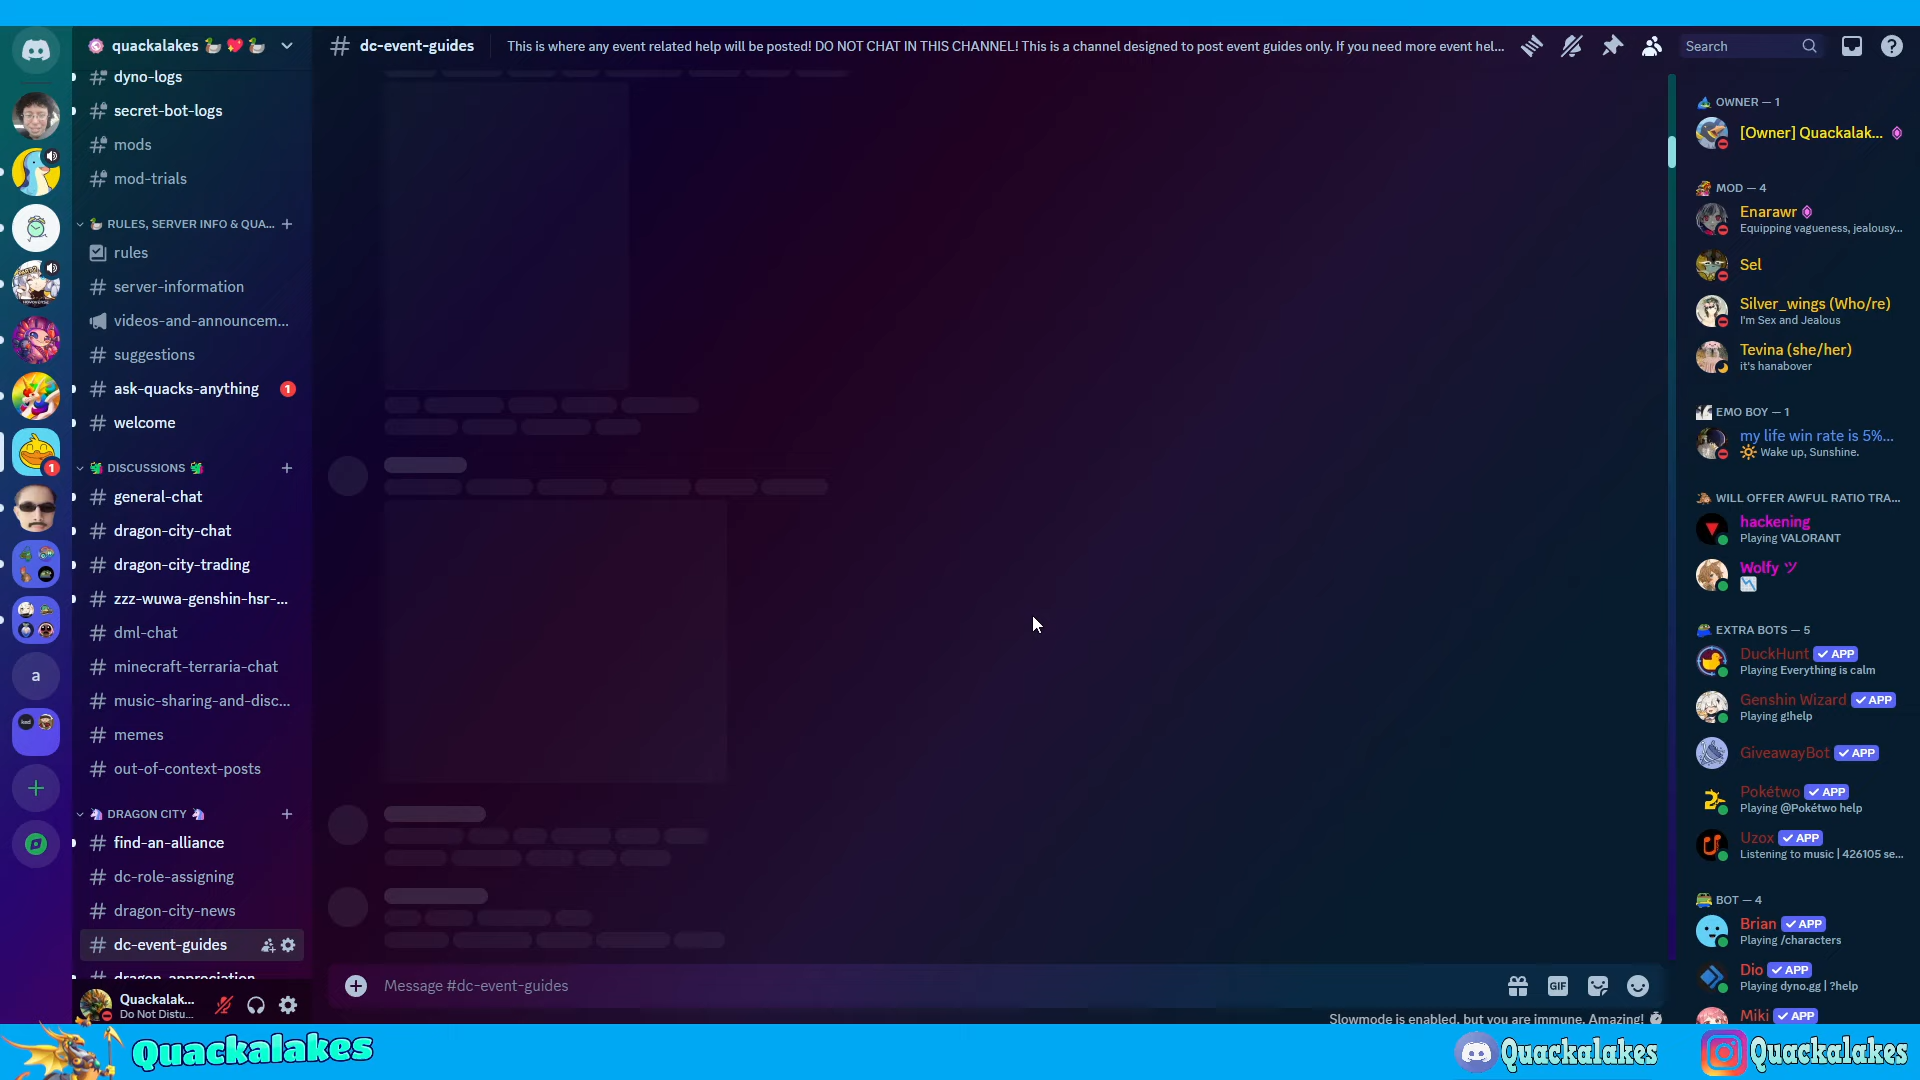 quackalakes
dyno-logs
secret-bot-logs
mods
mod-trials
RULES, SERVER INFO & QUA...
rules
server-information
videos-and-announcem...
suggestions
ask-quacks-anything 1
welcome
DISCUSSIONS
general-chat
dragon-city-chat
dragon-city-trading
zzz-wuwa-genshin-hsr-...
dml-chat
minecraft-terraria-chat
music-sharing-and-disc...
memes
out-of-context-posts
DRAGON CITY
find-an-alliance
dc-role-assigning
dragon-city-news
dc-event-guides
dragon-appreciation
1
a
Quackalak...
Do Not Distu...
dc-event-guides
This is where any event related help will be posted! DO NOT CHAT IN THIS CHANNEL! This is a channel designed to post event guides only. If you need more event hel...
Search
Message #dc-event-guides
GIF
Slowmode is enabled, but you are immune. Amazing!
OWNER — 1
[Owner] Quackalak...
MOD — 4
Enarawr
Equipping vagueness, jealousy...
Sel
Silver_wings (Who/re)
I'm Sex and Jealous
Tevina (she/her)
it's hanabover
EMO BOY — 1
my life win rate is 5%...
Wake up, Sunshine.
WILL OFFER AWFUL RATIO TRA...
hackening
Playing VALORANT
Wolfy ツ
EXTRA BOTS — 5
DuckHunt ✓ APP
Playing Everything is calm
Genshin Wizard ✓ APP
Playing g!help
GiveawayBot ✓ APP
Pokétwo ✓ APP
Playing @Pokétwo help
Uzox ✓ APP
Listening to music | 426105 se...
BOT — 4
Brian ✓ APP
Playing /characters
Dio ✓ APP
Playing dyno.gg | ?help
Miki ✓ APP
Quackalakes
Quackalakes
Quackalakes